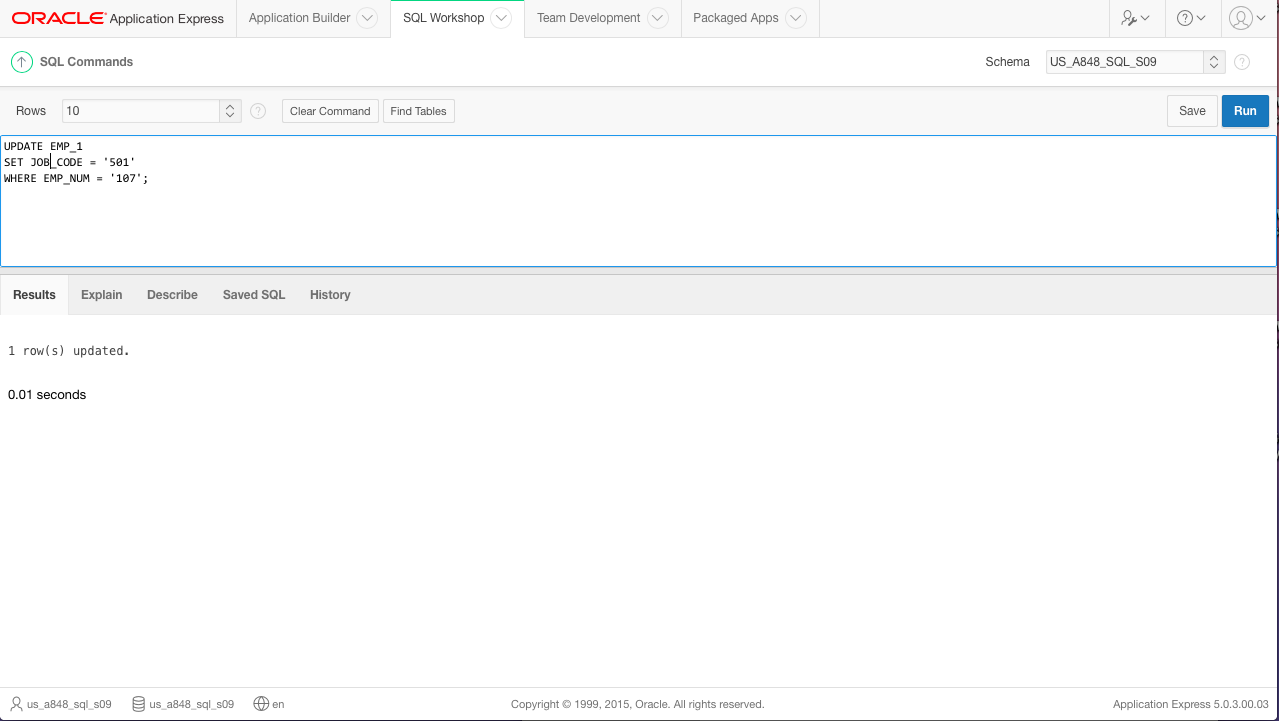 ORACLE® Application Express Application Builder SQL Workshop Team Development Packaged Apps
SQL Commands Schema US_A848_SQL_S09
Rows 10 Clear Command Find Tables Save Run
UPDATE EMP_1
SET JOB_CODE = '501'
WHERE EMP_NUM = '107';
Results Explain Describe Saved SQL History
1 row(s) updated.
0.01 seconds
us_a848_sql_s09 us_a848_sql_s09 en Copyright © 1999, 2015, Oracle. All rights reserved. Application Express 5.0.3.00.03